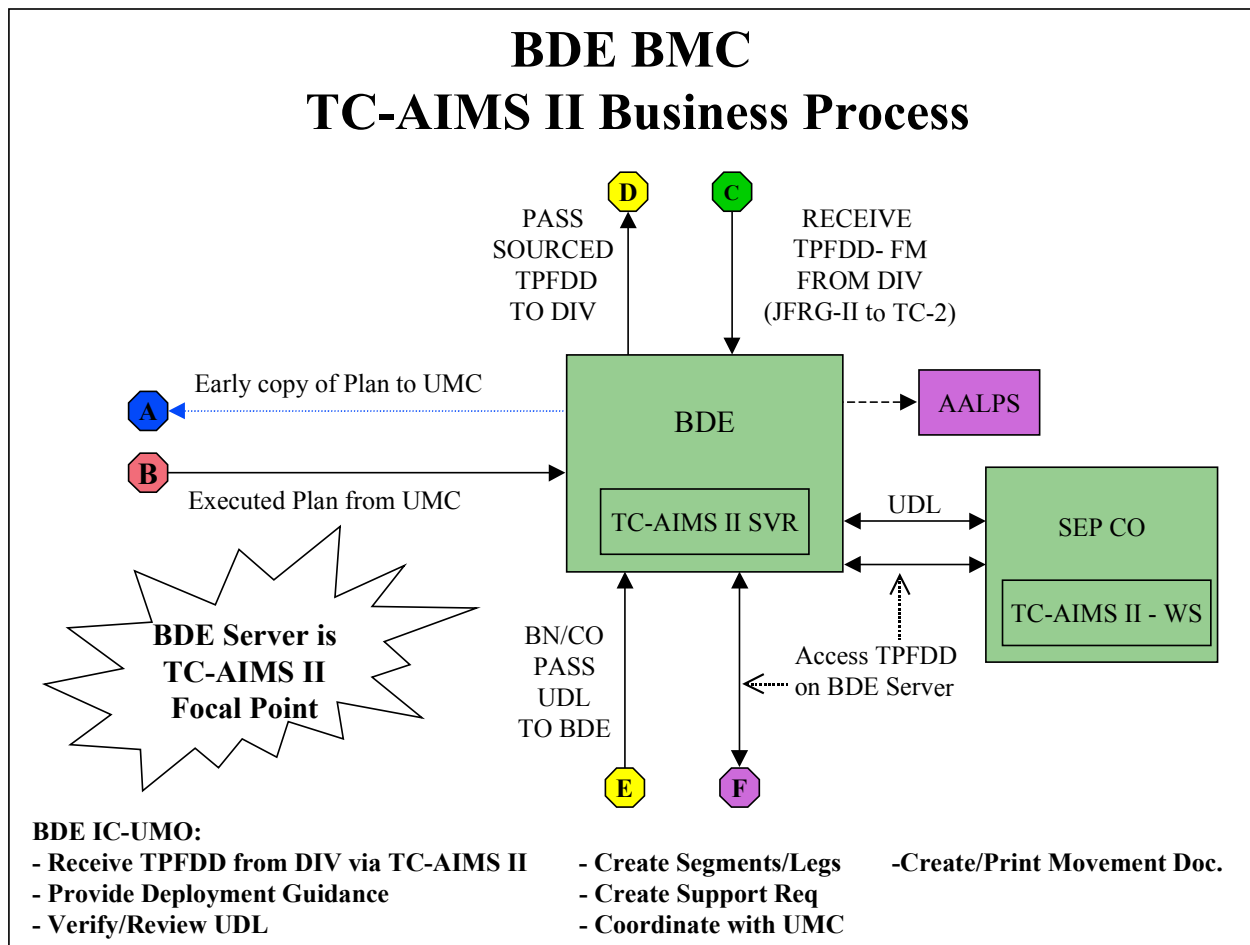 BDE BMC
TC-AIMS II Business Process
D
C
PASS
SOURCED
TPFDD
TO DIV
RECEIVE
TPFDD- FM
FROM DIV
(JFRG-II to TC-2)
Early copy of Plan to UMC
A
B
Executed Plan from UMC
BDE
TC-AIMS II SVR
AALPS
UDL
SEP CO
TC-AIMS II - WS
BDE Server is
TC-AIMS II
Focal Point
BN/CO
PASS
UDL
TO BDE
Access TPFDD
on BDE Server
E
F
BDE IC-UMO:
- Receive TPFDD from DIV via TC-AIMS II
- Provide Deployment Guidance
- Verify/Review UDL
- Create Segments/Legs
- Create Support Req
- Coordinate with UMC
-Create/Print Movement Doc.